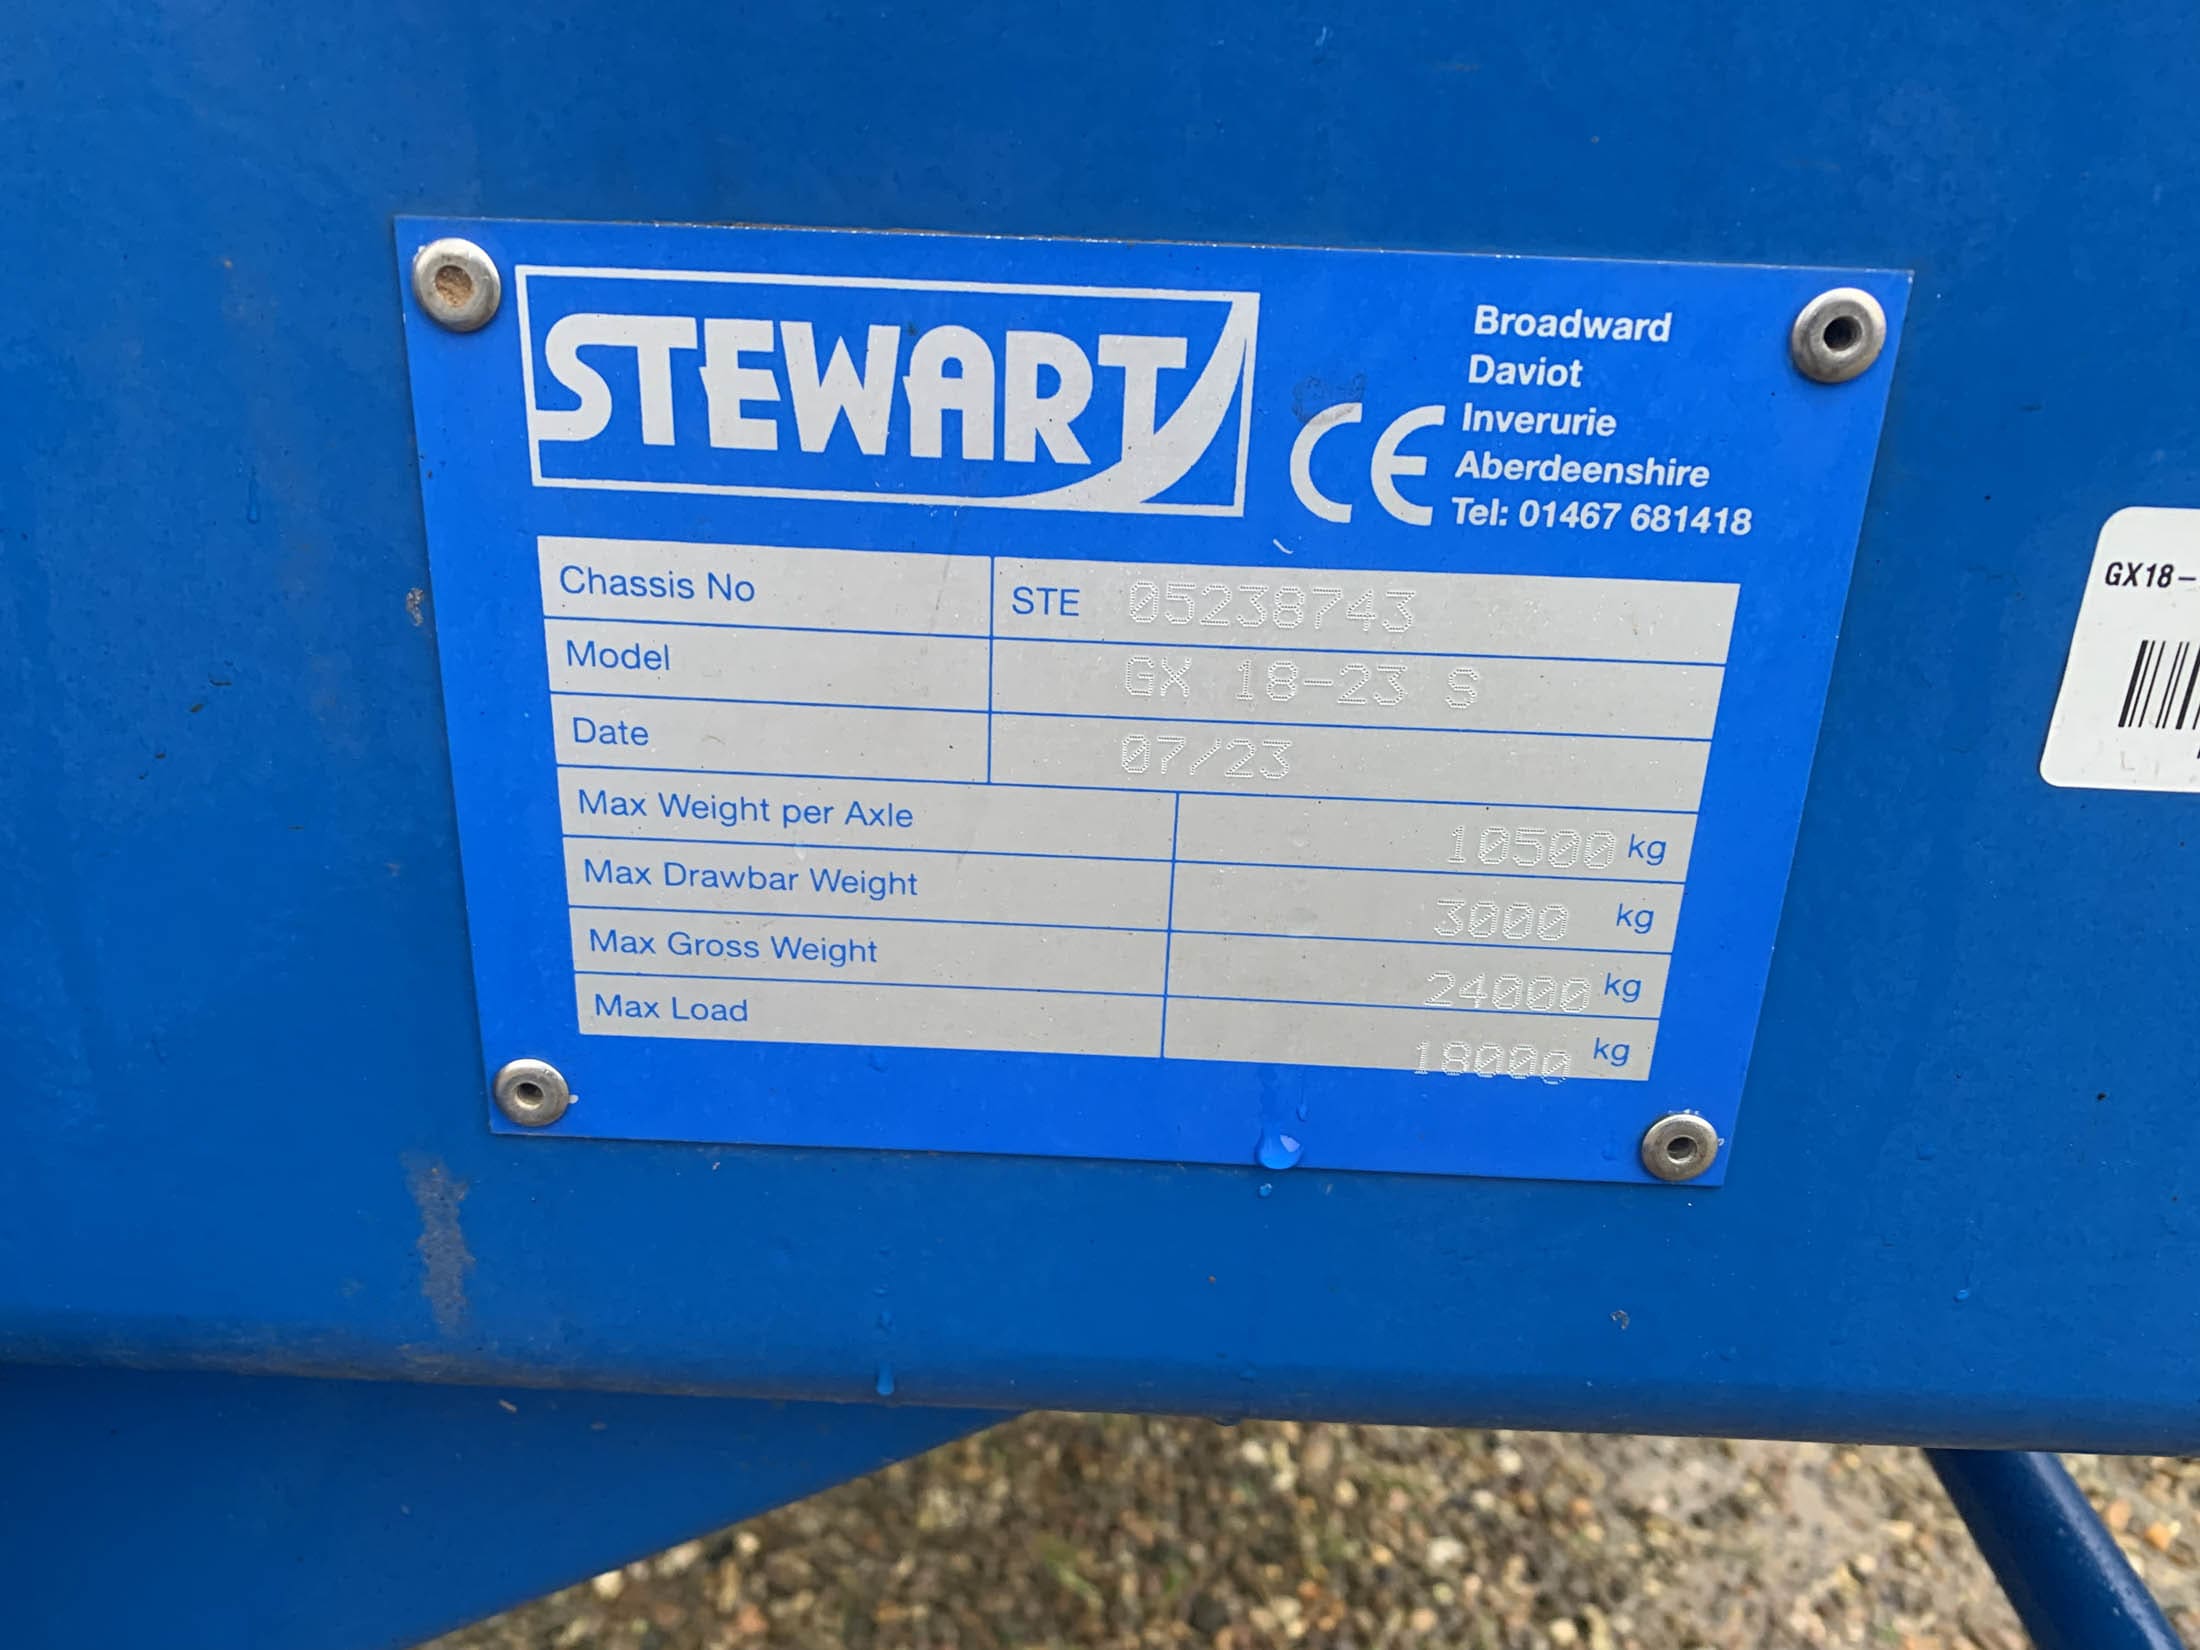 STEWART
CE
Broadward
Daviot
Inverurie
Aberdeenshire
Tel: 01467 681418
Chassis No STE 05238743
Model GX 18-23 S
Date 07/23
Max Weight per Axle 10500 kg
Max Drawbar Weight 3000 kg
Max Gross Weight 24000 kg
Max Load 18000 kg
GX18-